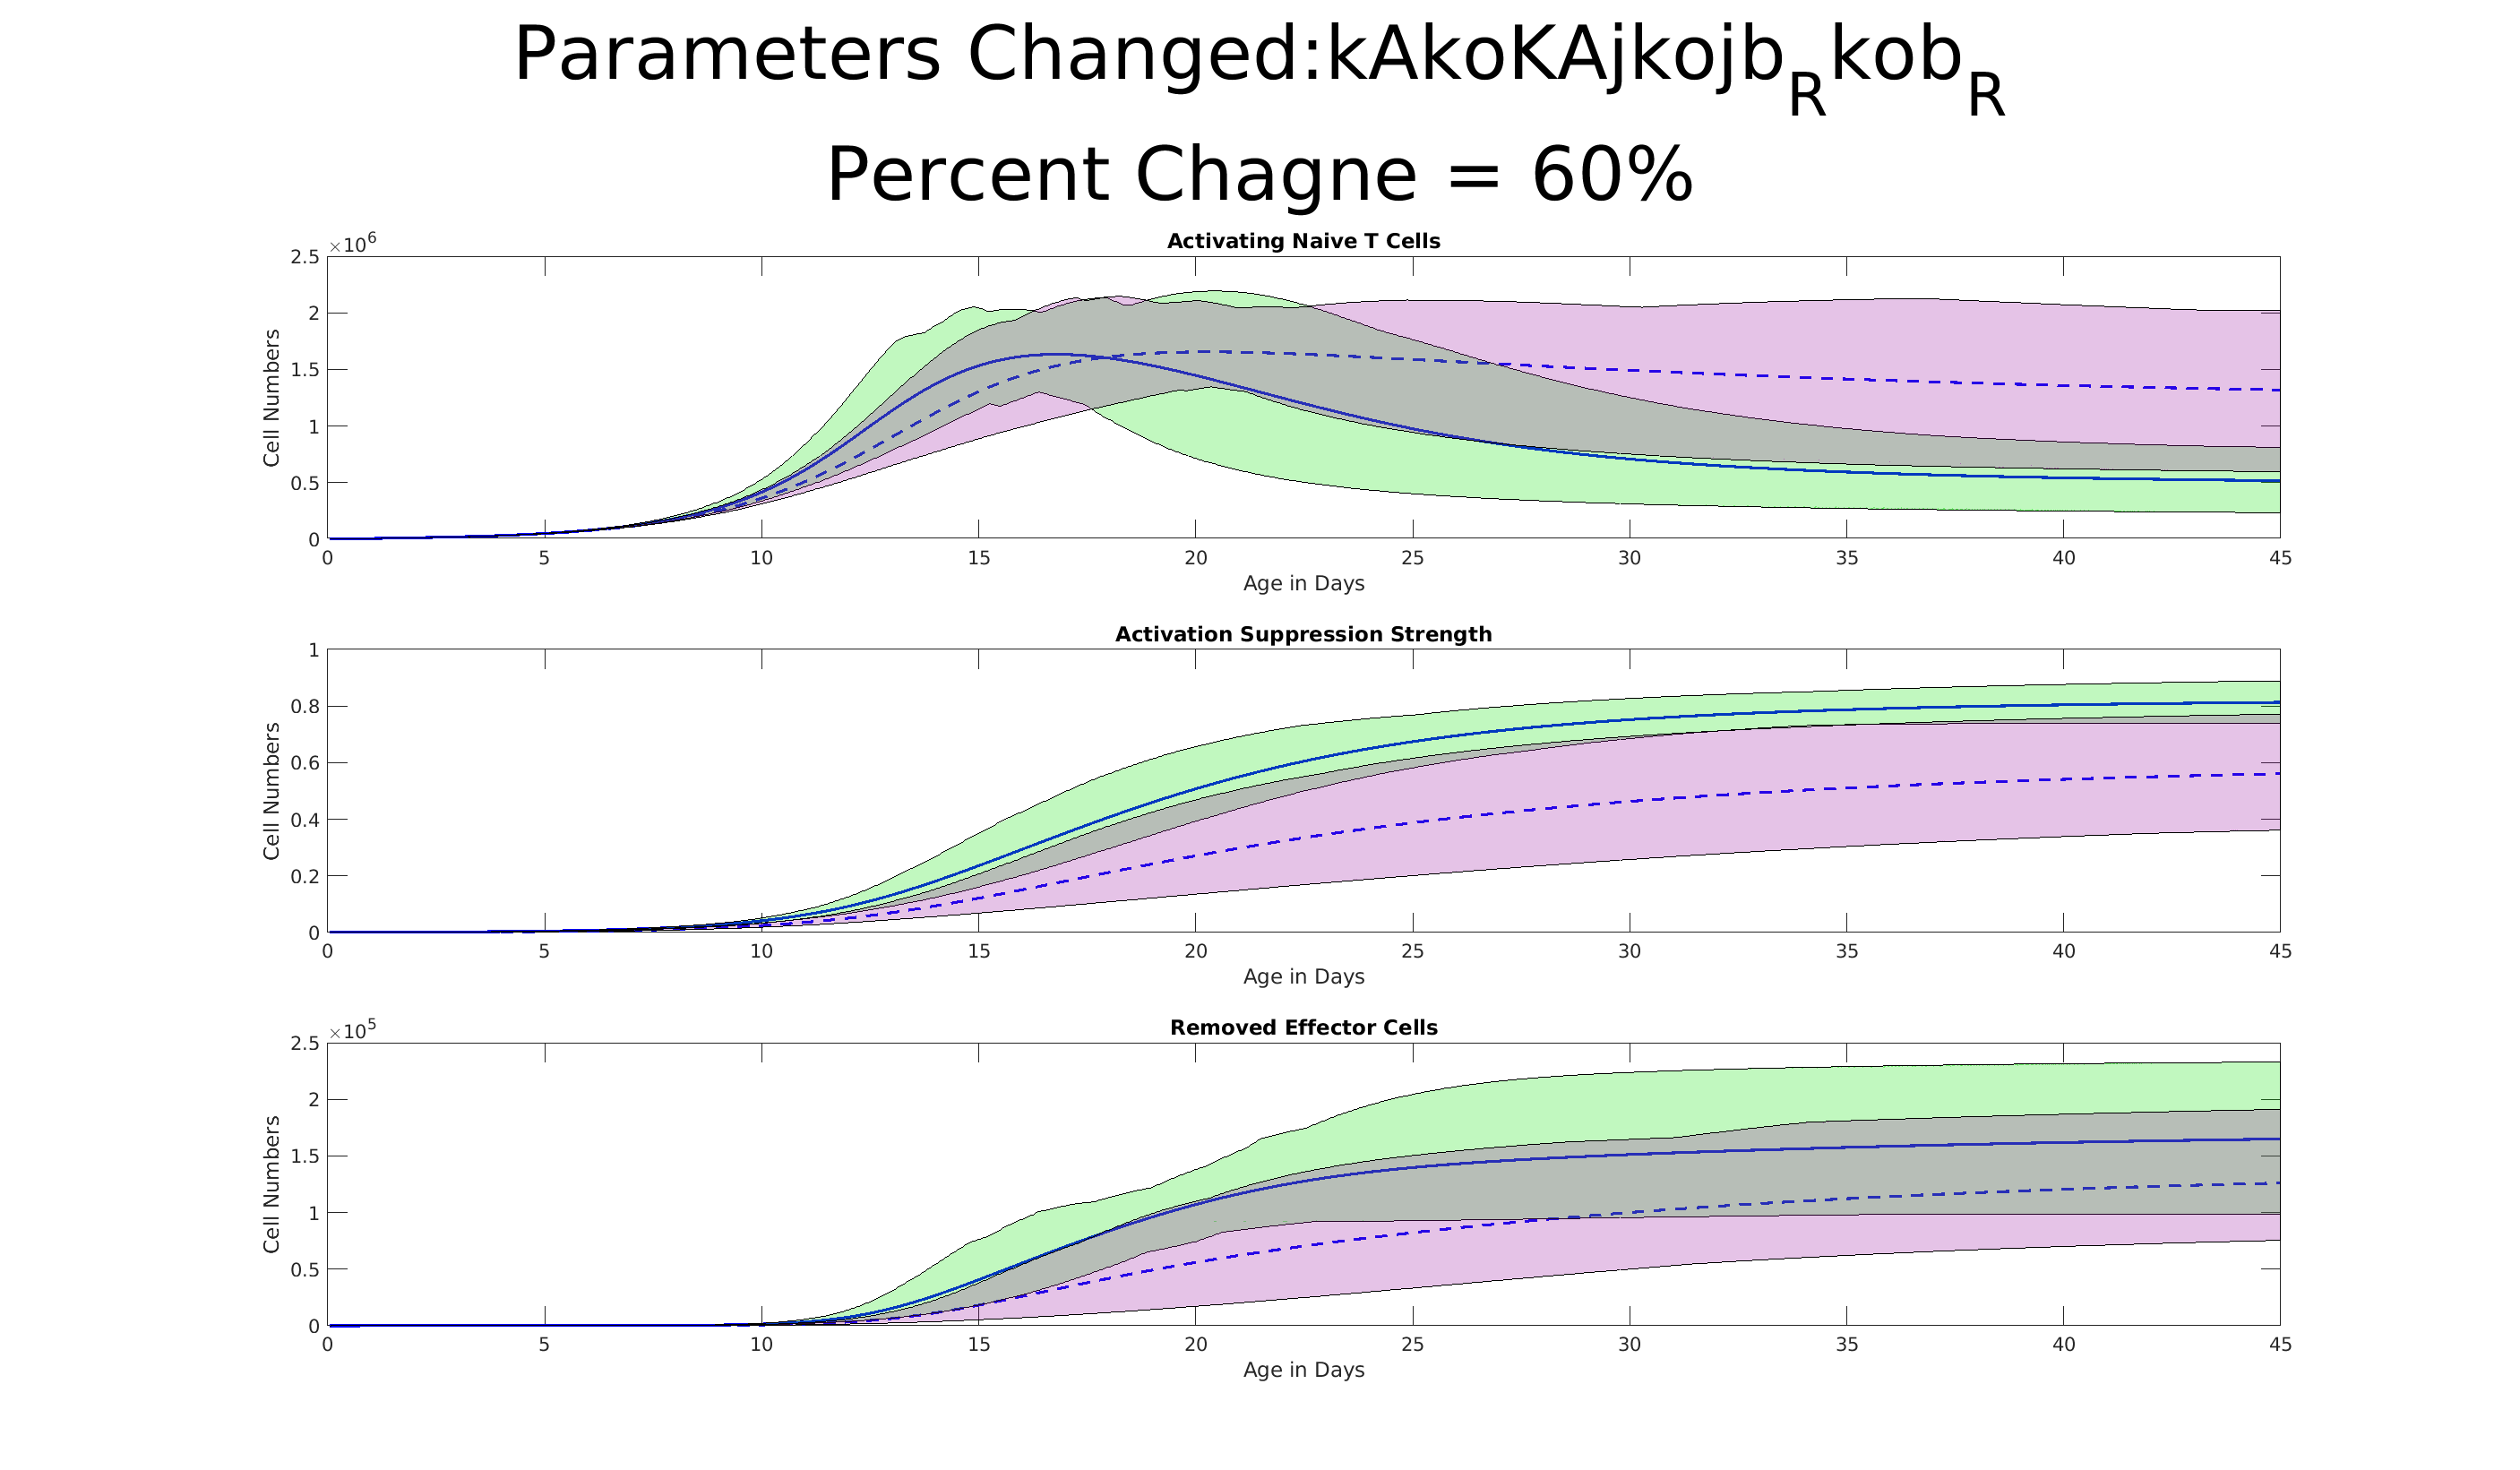 Parameters Changed:kAkoKAjkojb_R kob_R
Percent Chagne = 60%
×10^6
Activating Naive T Cells
2.5
2
1.5
1
0.5
0
Cell Numbers
0 5 10 15 20 25 30 35 40 45
Age in Days
Activation Suppression Strength
1
0.8
0.6
0.4
0.2
0
Cell Numbers
0 5 10 15 20 25 30 35 40 45
Age in Days
×10^5
Removed Effector Cells
2.5
2
1.5
1
0.5
0
Cell Numbers
0 5 10 15 20 25 30 35 40 45
Age in Days